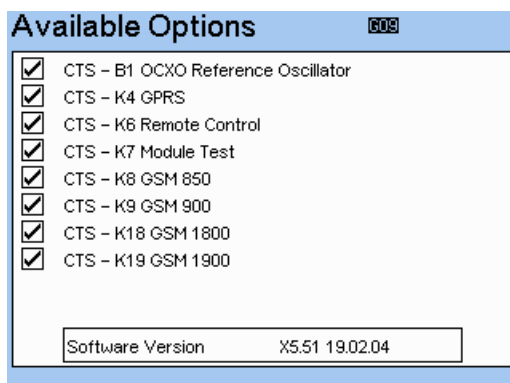 Available Options G09
CTS – B1 OCXO Reference Oscillator
CTS – K4 GPRS
CTS – K6 Remote Control
CTS – K7 Module Test
CTS – K8 GSM 850
CTS – K9 GSM 900
CTS – K18 GSM 1800
CTS – K19 GSM 1900
Software Version X5.51 19.02.04